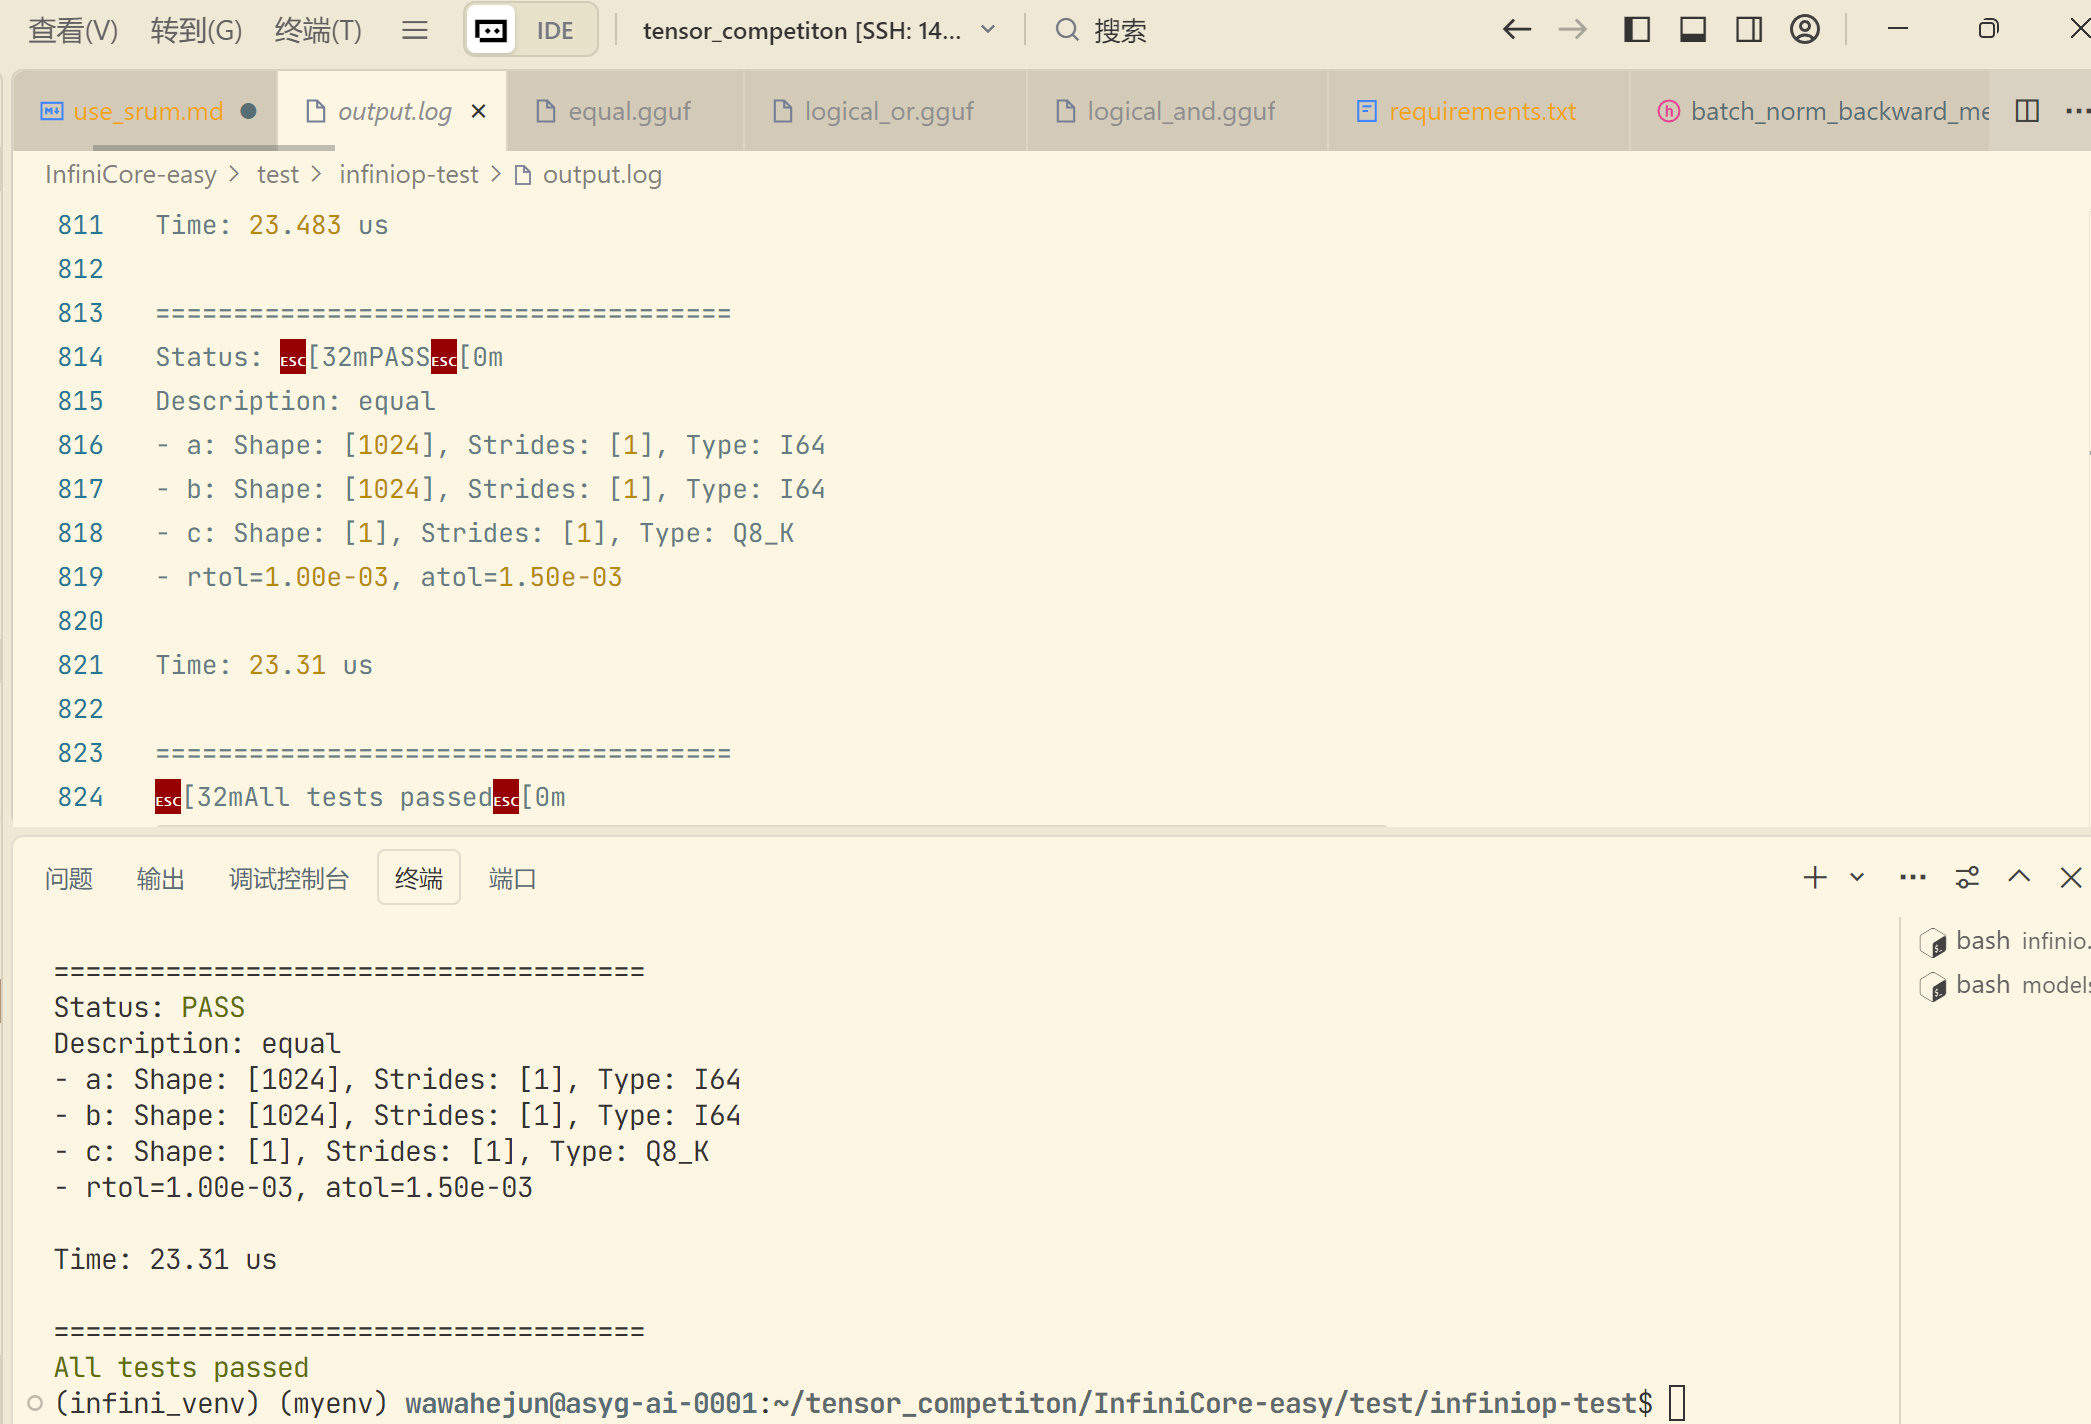 查看(V) 转到(G) 终端(T) IDE tensor_competiton [SSH: 14... 搜索
use_srum.md output.log equal.gguf logical_or.gguf logical_and.gguf requirements.txt batch_norm_backward_me
InfiniCore-easy > test > infiniop-test > output.log
811 Time: 23.483 us
812
813 =====================================
814 Status: ESC[32mPASSESC[0m
815 Description: equal
816 - a: Shape: [1024], Strides: [1], Type: I64
817 - b: Shape: [1024], Strides: [1], Type: I64
818 - c: Shape: [1], Strides: [1], Type: Q8_K
819 - rtol=1.00e-03, atol=1.50e-03
820
821 Time: 23.31 us
822
823 =====================================
824 ESC[32mAll tests passedESC[0m
问题 输出 调试控制台 终端 端口
bash infinio.
bash models
=====================================
Status: PASS
Description: equal
- a: Shape: [1024], Strides: [1], Type: I64
- b: Shape: [1024], Strides: [1], Type: I64
- c: Shape: [1], Strides: [1], Type: Q8_K
- rtol=1.00e-03, atol=1.50e-03
Time: 23.31 us
=====================================
All tests passed
(infini_venv) (myenv) wawahejun@asyg-ai-0001:~/tensor_competiton/InfiniCore-easy/test/infiniop-test$